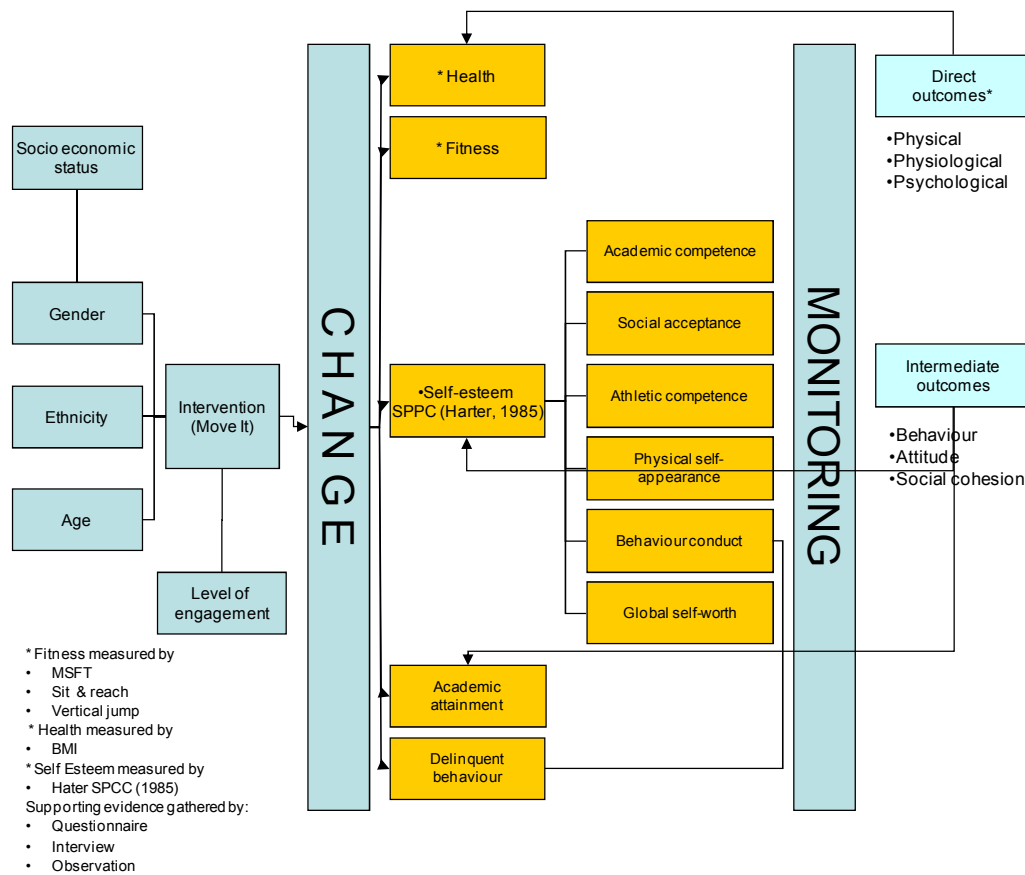 Socio economic
status
Gender
Ethnicity
Age
Intervention
(Move It)
Level of
engagement
* Fitness measured by
• MSFT
• Sit & reach
• Vertical jump
* Health measured by
• BMI
* Self Esteem measured by
• Hater SPCC (1985)
Supporting evidence gathered by:
• Questionnaire
• Interview
• Observation
CHANGE
* Health
* Fitness
•Self-esteem
SPPC (Harter, 1985)
Academic
attainment
Delinquent
behaviour
Academic competence
Social acceptance
Athletic competence
Physical self-
appearance
Behaviour conduct
Global self-worth
MONITORING
Direct
outcomes*
•Physical
•Physiological
•Psychological
Intermediate
outcomes
•Behaviour
•Attitude
•Social cohesion